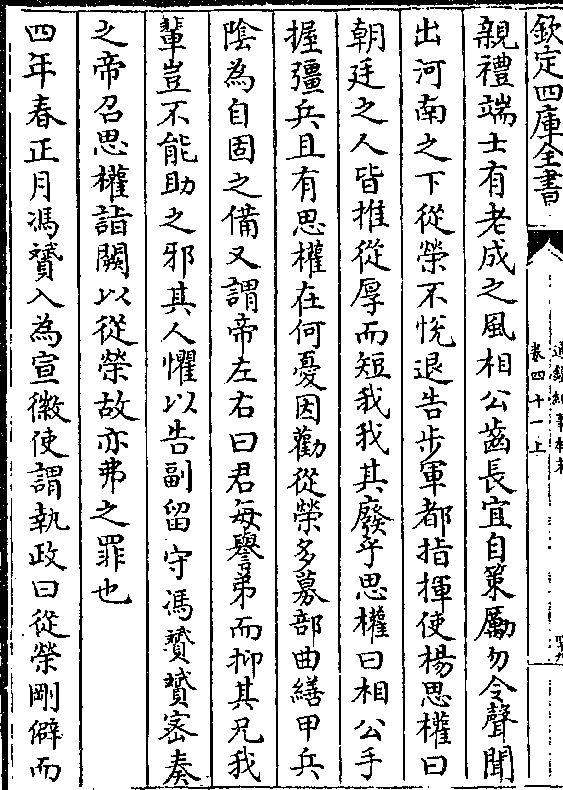 欽定四庫全書
卷四十一上
親禮端士有老成之風相公齒長宜自策勵勿令聲聞
出河南之下從榮不悅退告步軍都指揮使楊思權曰
朝廷之人皆推從厚而短我我其廢乎思權曰相公手
握彊兵且有思權在何憂因勸從榮多募部曲繕甲兵
陰為自固之備又謂帝左右曰君每譽弟而抑其兄我
輩豈不能助之邪其人懼以告副留守馮贇贇宻奏
之帝召思權詣闕以從榮故亦弗之罪也
四年春正月馮贇入為宣徽使謂執政曰從榮剛僻而